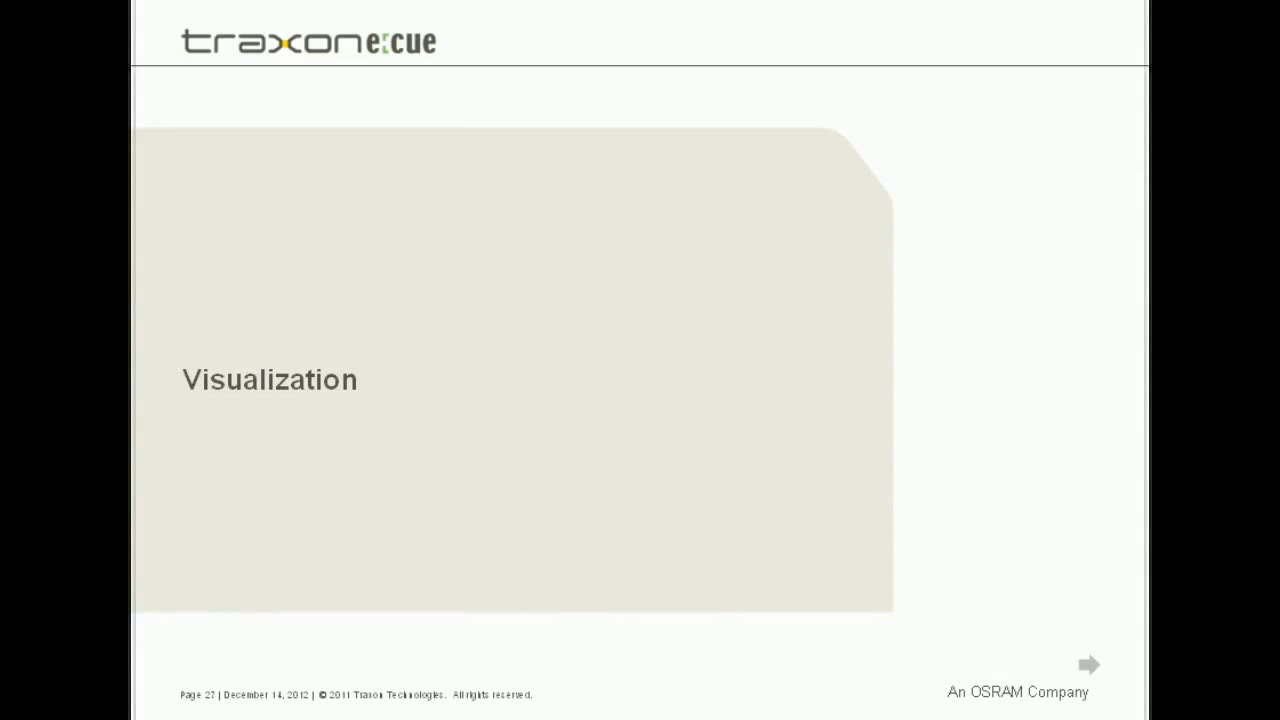 traxon e:cue
Visualization
Page 27 | December 14, 2012 | © 2011 Traxon Technologies. All rights reserved.
An OSRAM Company